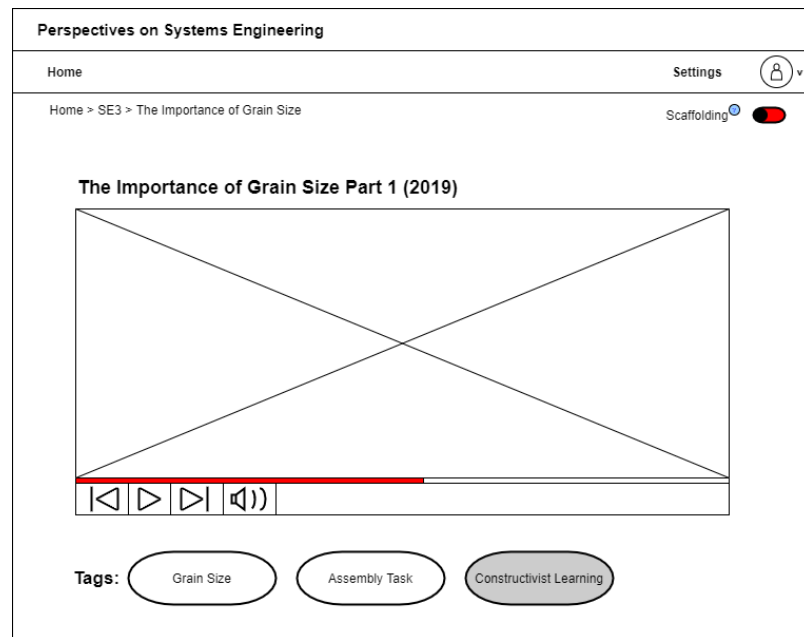 Perspectives on Systems Engineering
Home Settings v
Home > SE3 > The Importance of Grain Size
Scaffolding
The Importance of Grain Size Part 1 (2019)
Tags: Grain Size Assembly Task Constructivist Learning